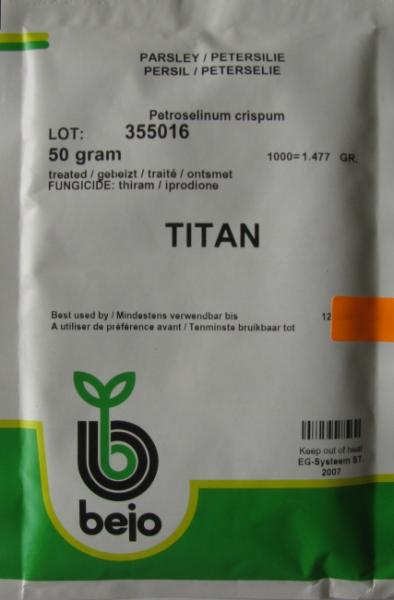 PARSLEY / PETERSILIE
PERSIL / PETERSELIE
Petroselinum crispum
LOT: 355016
50 gram 1000=1.477 GR.
treated / gebeizt / traité / ontsmet
FUNGICIDE: thiram / iprodione
TITAN
Best used by / Mindestens verwendbar bis 12
A utiliser de préférence avant / Tenminste bruikbaar tot
Keep out of heat
EG-Systeem ST.
2007
bejo